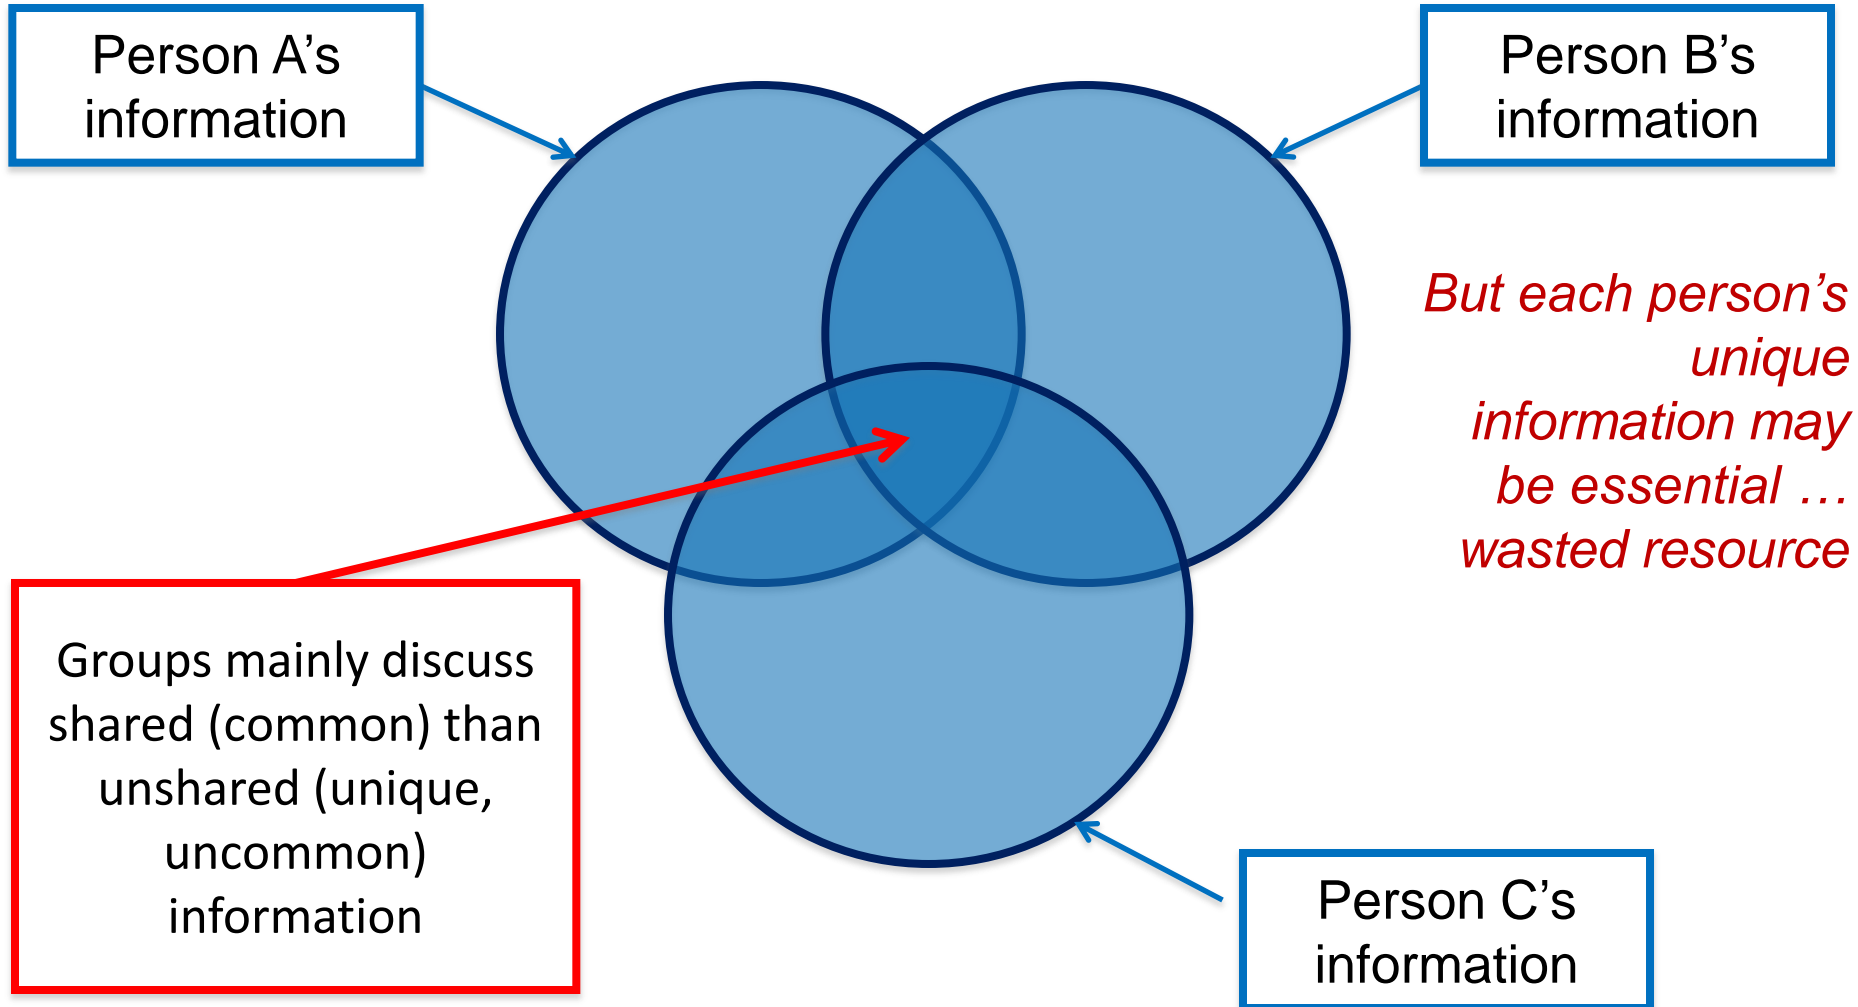 Person A’s
information
Person B’s
information
But each person’s
unique
information may
be essential …
wasted resource
Groups mainly discuss
shared (common) than
unshared (unique,
uncommon)
information
Person C’s
information